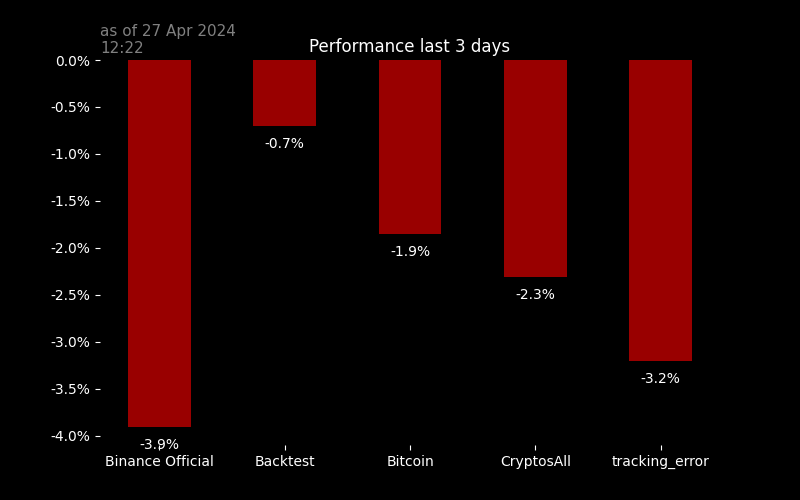 as of 27 Apr 2024
12:22
Performance last 3 days
0.0%
-0.5%
-1.0%
-1.5%
-2.0%
-2.5%
-3.0%
-3.5%
-4.0%
-3.9%
-0.7%
-1.9%
-2.3%
-3.2%
Binance Official
Backtest
Bitcoin
CryptosAll
tracking_error